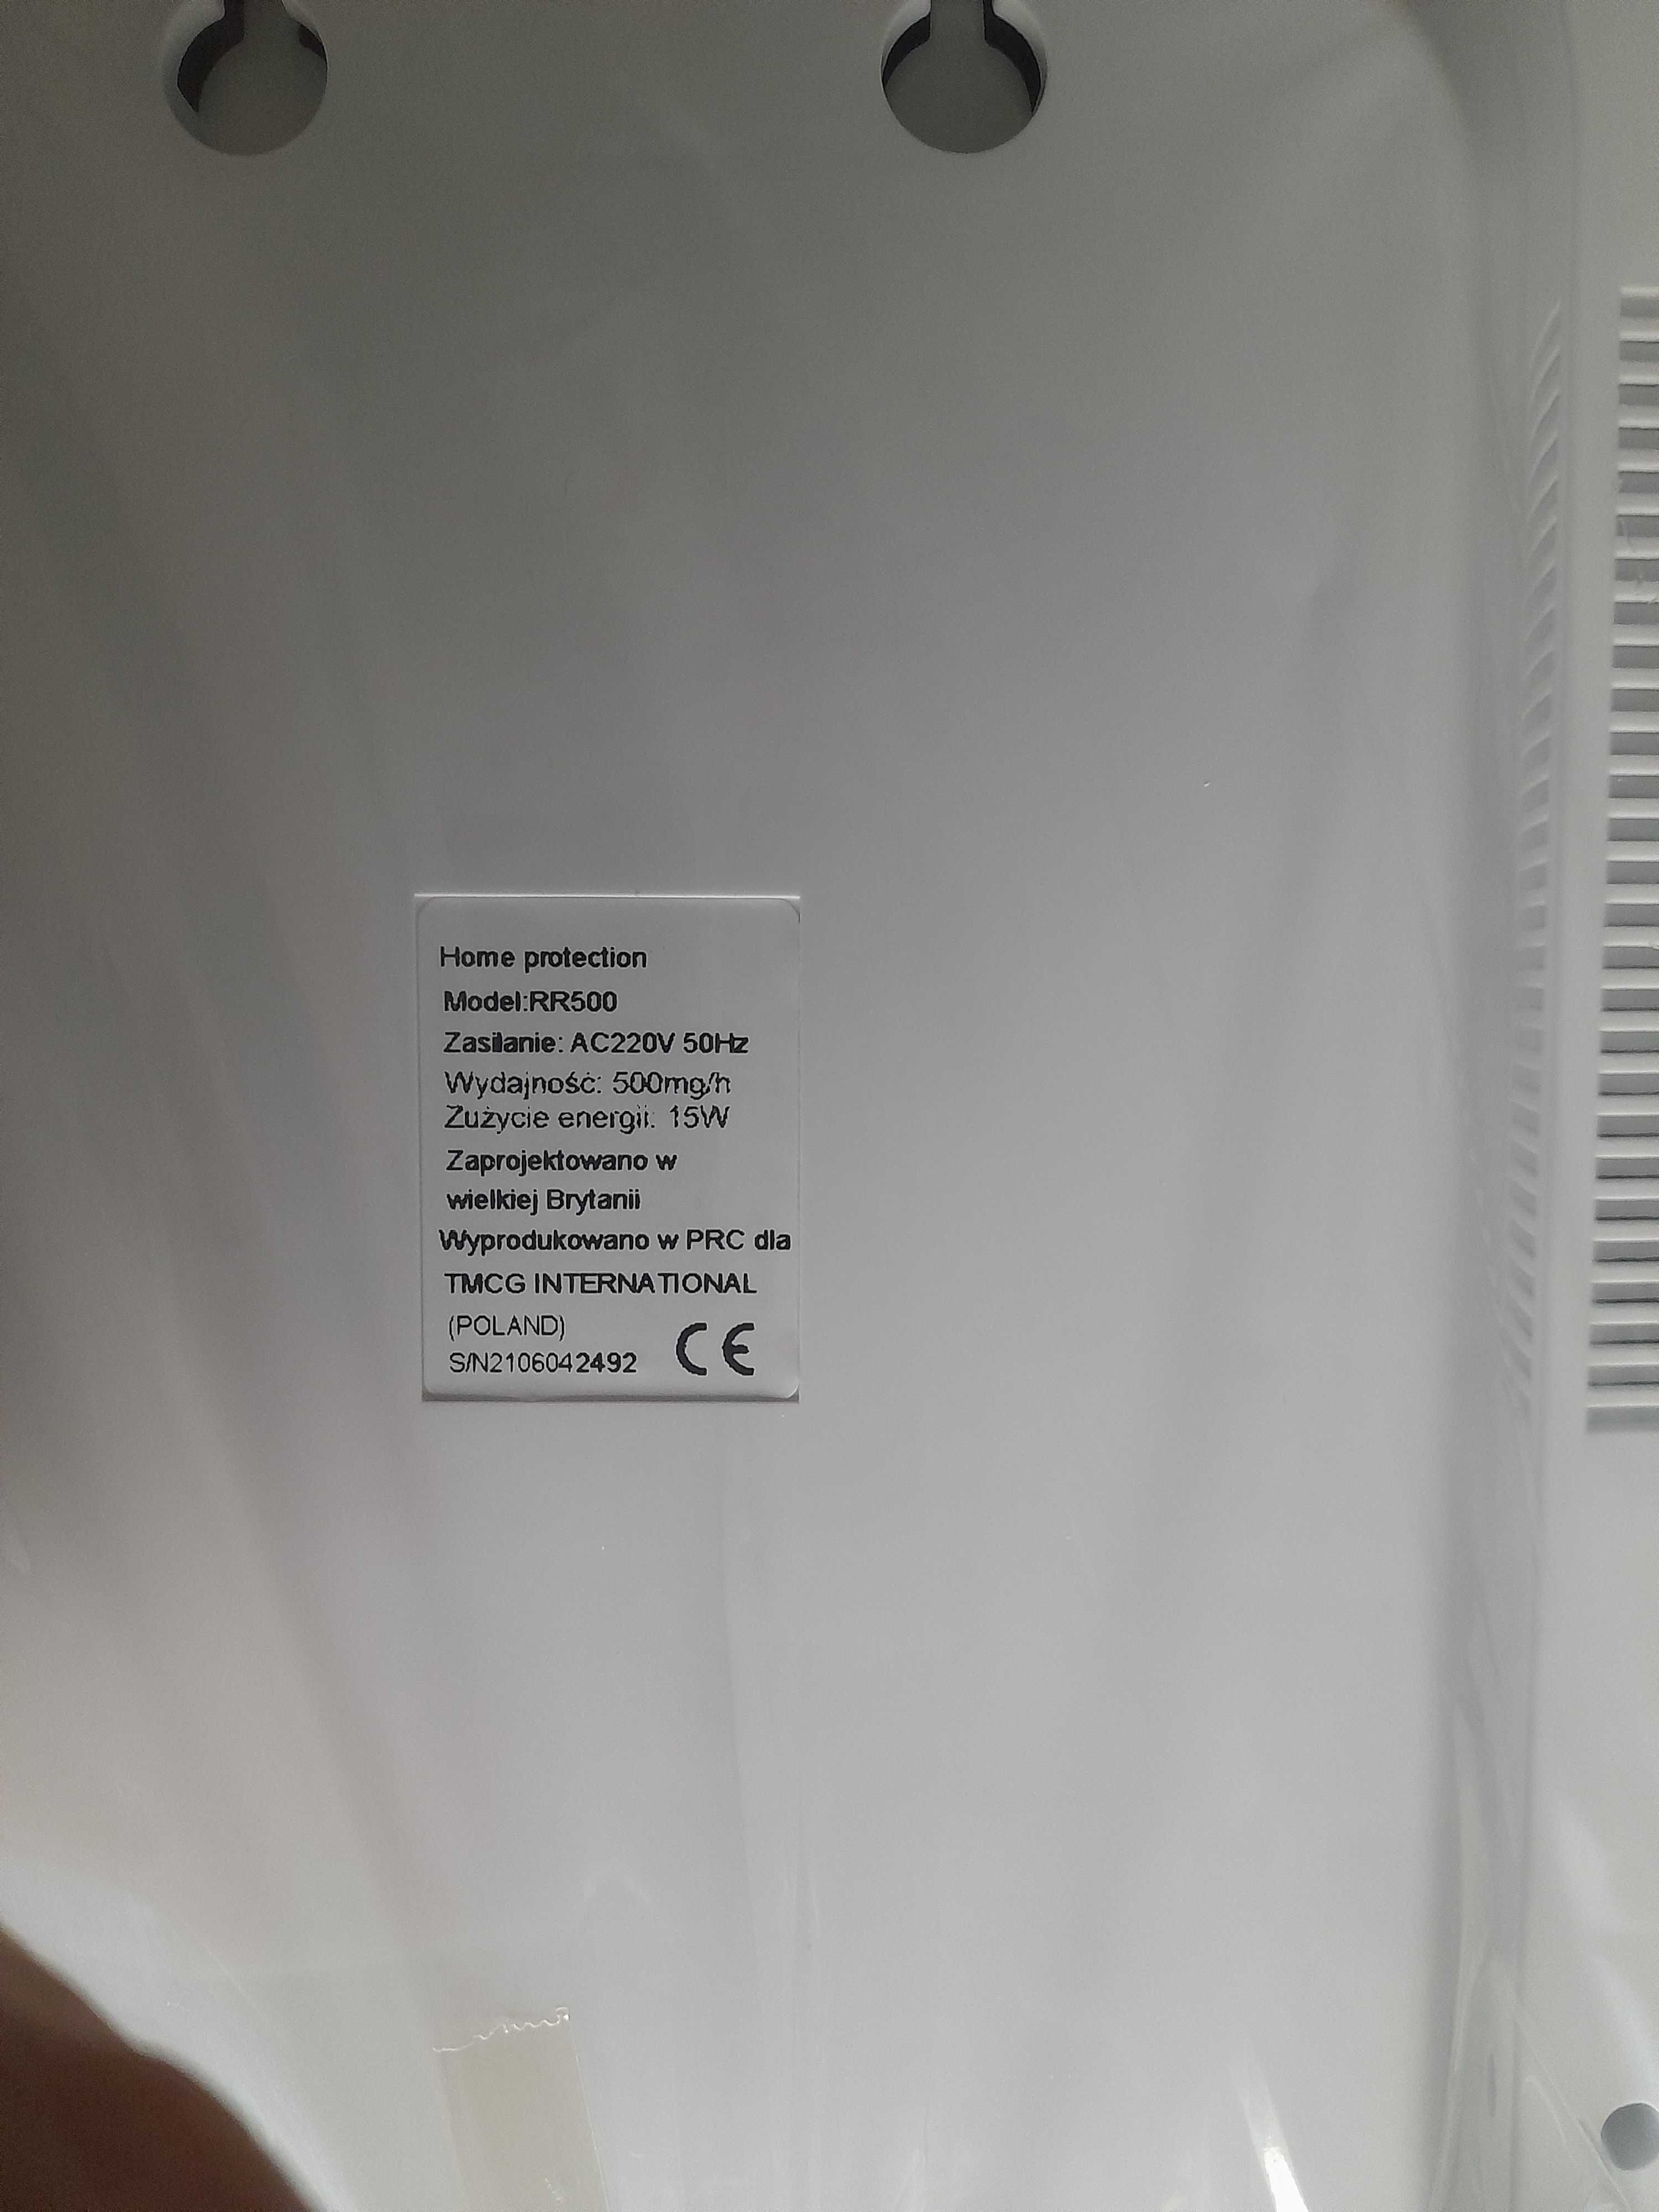 Home protection
Model:RR500
Zasilanie: AC220V 50Hz
Wydajność: 500mg/h
Zużycie energii: 15W
Zaprojektowano w
wielkiej Brytanii
Wyprodukowano w PRC dla
TMCG INTERNATIONAL
(POLAND)
S/N2106042492 CE